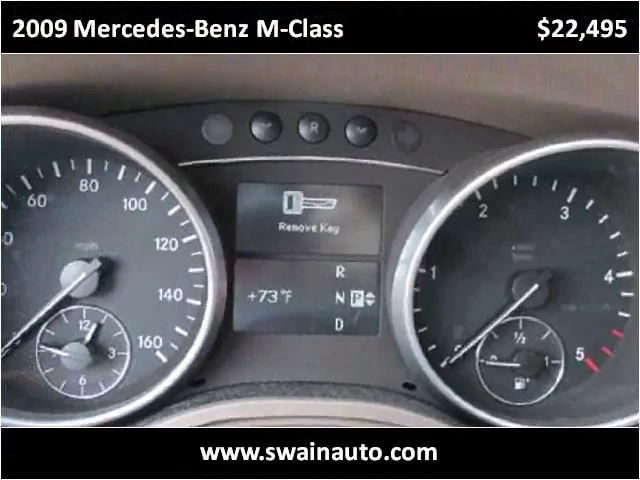 2009 Mercedes-Benz M-Class $22,495
R
60 80 100 120 140 160
mph
12 3 6
Remove Key
+73°F
R
N P
D
1 2 3 4 5
½ 1
www.swainauto.com